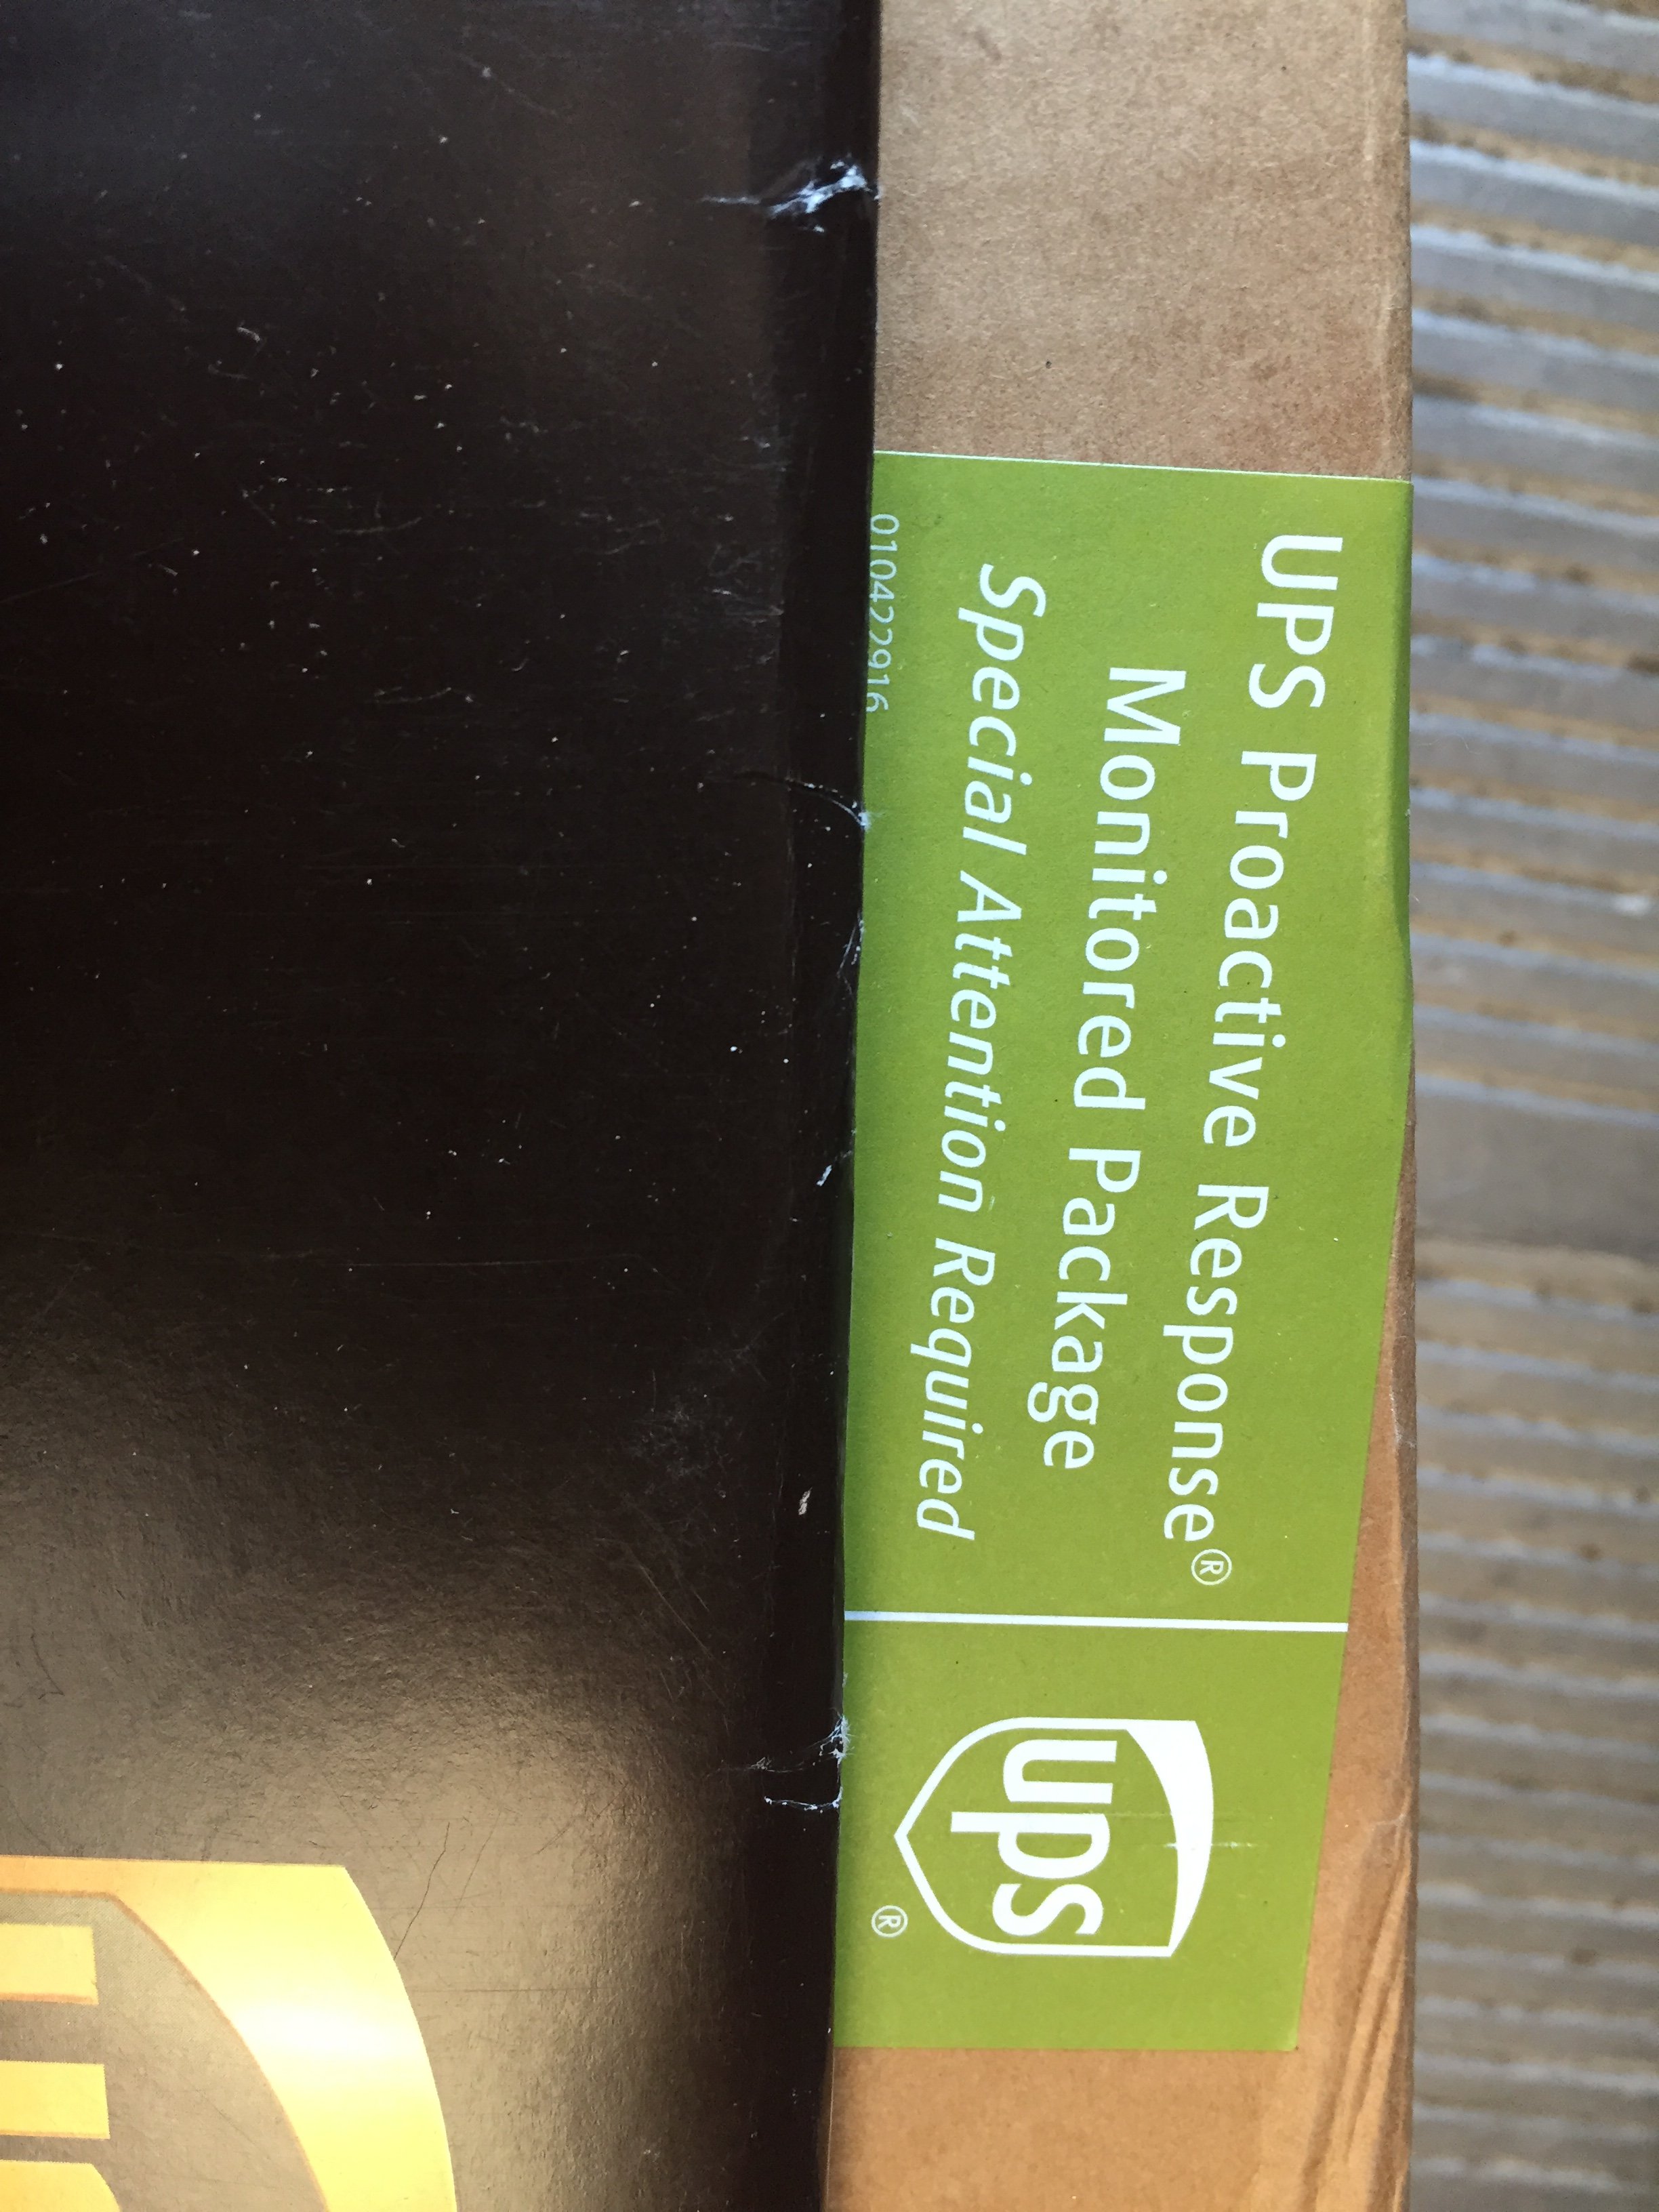 UPS Proactive Response®
Monitored Package
Special Attention Required
010422916
ups
®